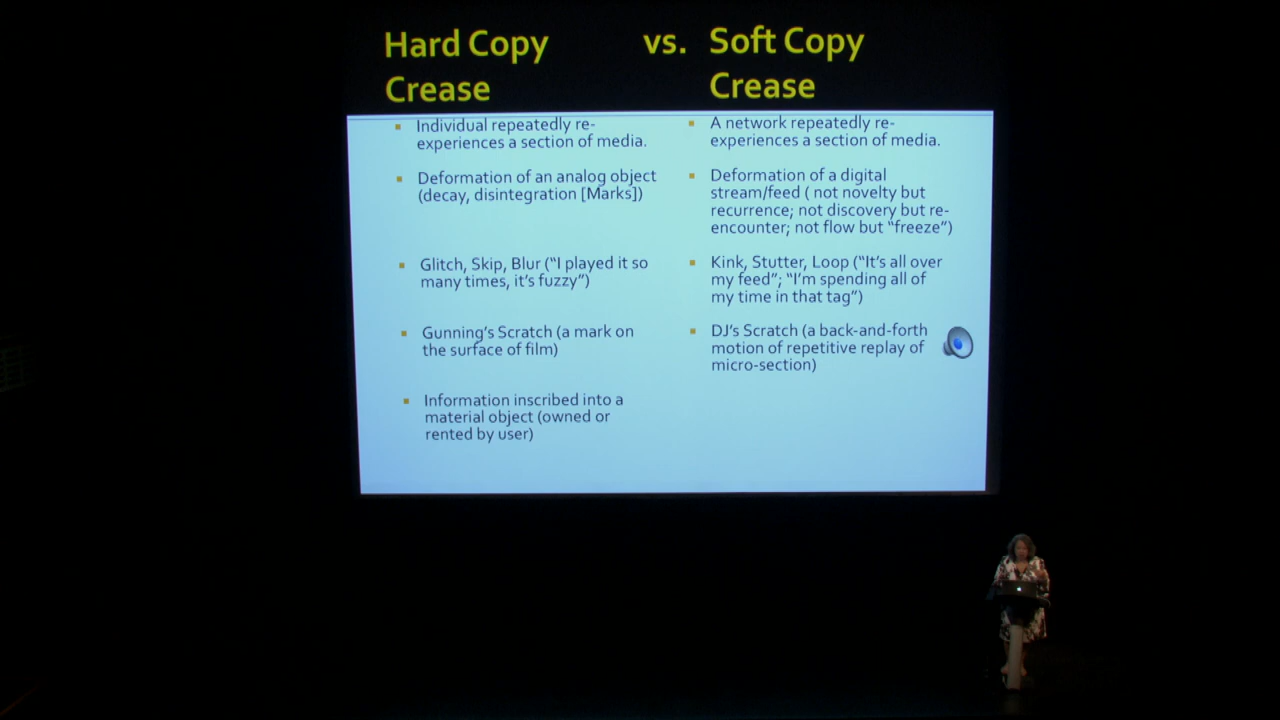 Hard Copy vs. Soft Copy
Crease Crease
Individual repeatedly re-
experiences a section of media.
Deformation of an analog object
(decay, disintegration [Marks])
Glitch, Skip, Blur (“I played it so
many times, it’s fuzzy”)
Gunning’s Scratch (a mark on
the surface of film)
Information inscribed into a
material object (owned or
rented by user)
A network repeatedly re-
experiences a section of media.
Deformation of a digital
stream/feed ( not novelty but
recurrence; not discovery but re-
encounter; not flow but “freeze”)
Kink, Stutter, Loop (“It’s all over
my feed”; “I’m spending all of
my time in that tag”)
DJ’s Scratch (a back-and-forth
motion of repetitive replay of
micro-section)